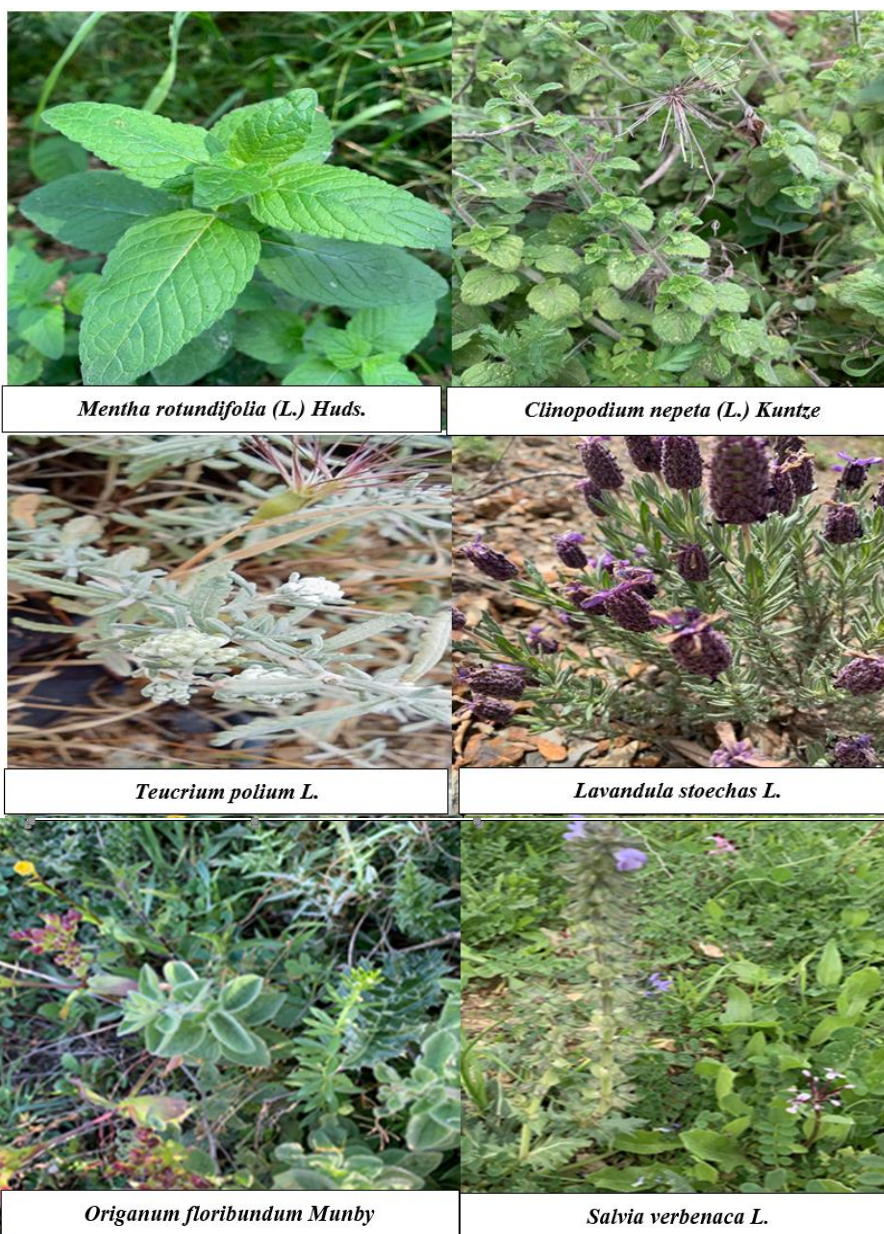 Mentha rotundifolia (L.) Huds.
Clinopodium nepeta (L.) Kuntze
Teucrium polium L.
Lavandula stoechas L.
Origanum floribundum Munby
Salvia verbenaca L.